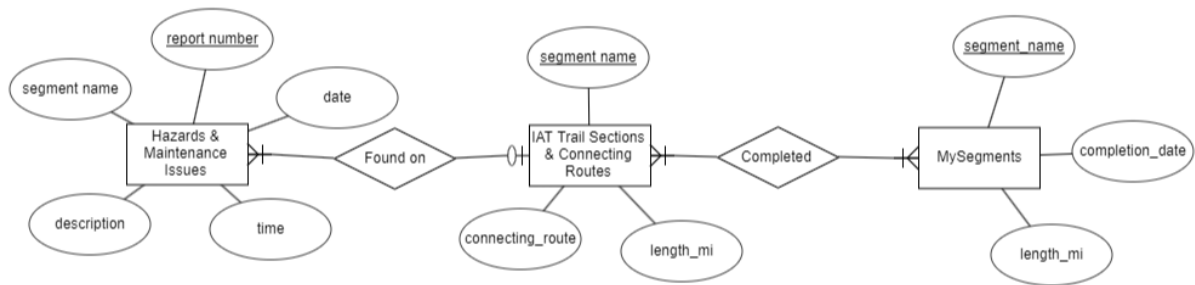 report number
segment name
date
Hazards &
Maintenance
Issues
description
time
Found on
segment name
IAT Trail Sections
& Connecting
Routes
connecting_route
length_mi
Completed
segment_name
MySegments
completion_date
length_mi